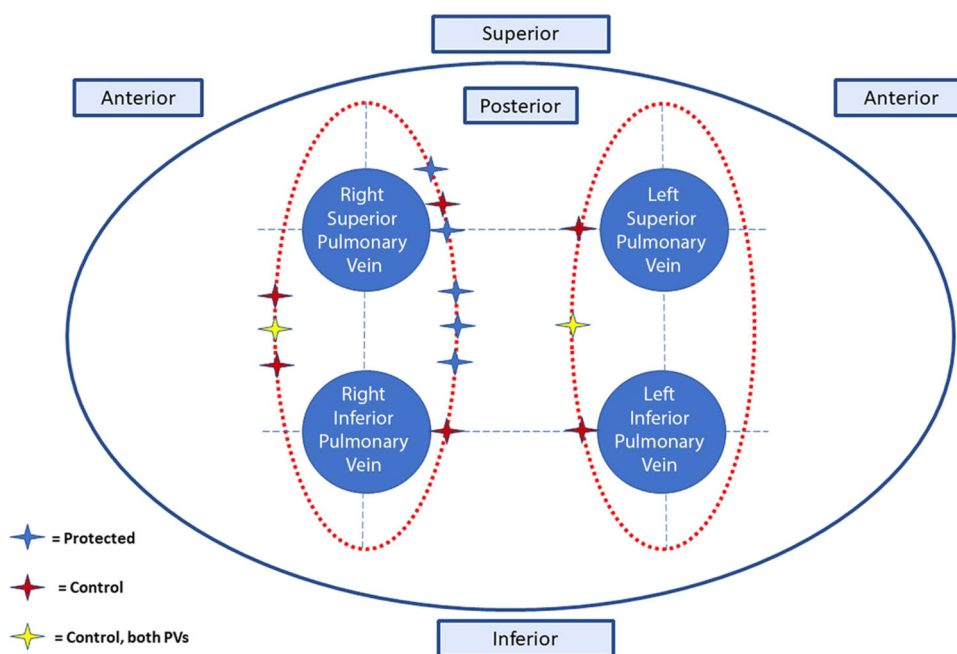 Superior
Anterior
Anterior
Posterior
Right
Superior
Pulmonary
Vein
Left
Superior
Pulmonary
Vein
Right
Inferior
Pulmonary
Vein
Left
Inferior
Pulmonary
Vein
= Protected
= Control
= Control, both PVs
Inferior